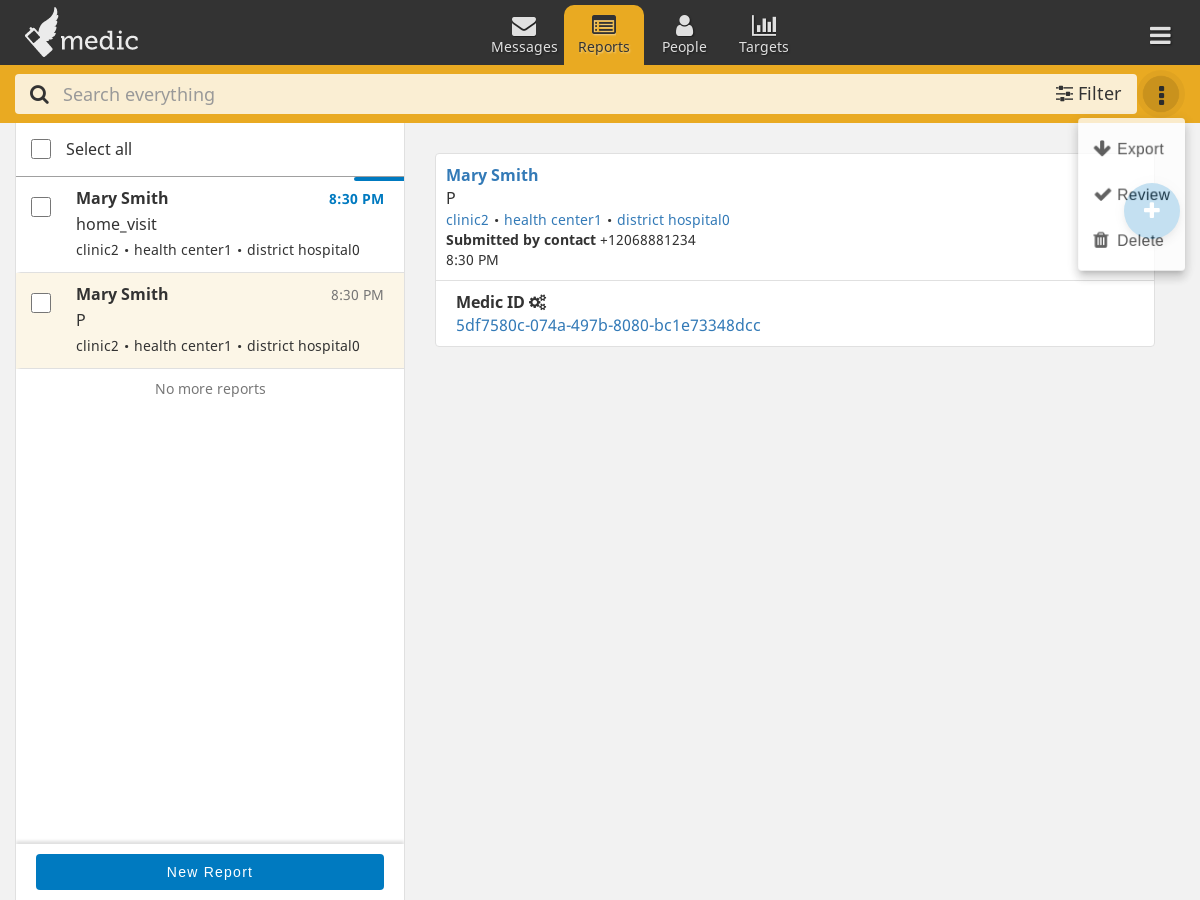 medic
Messages
Reports
People
Targets
Search everything
Filter
Export
Review
Delete
Select all
Mary Smith 8:30 PM
home_visit
clinic2 • health center1 • district hospital0
Mary Smith 8:30 PM
P
clinic2 • health center1 • district hospital0
No more reports
New Report
Mary Smith
P
clinic2 • health center1 • district hospital0
Submitted by contact +12068881234
8:30 PM
Medic ID
5df7580c-074a-497b-8080-bc1e73348dcc